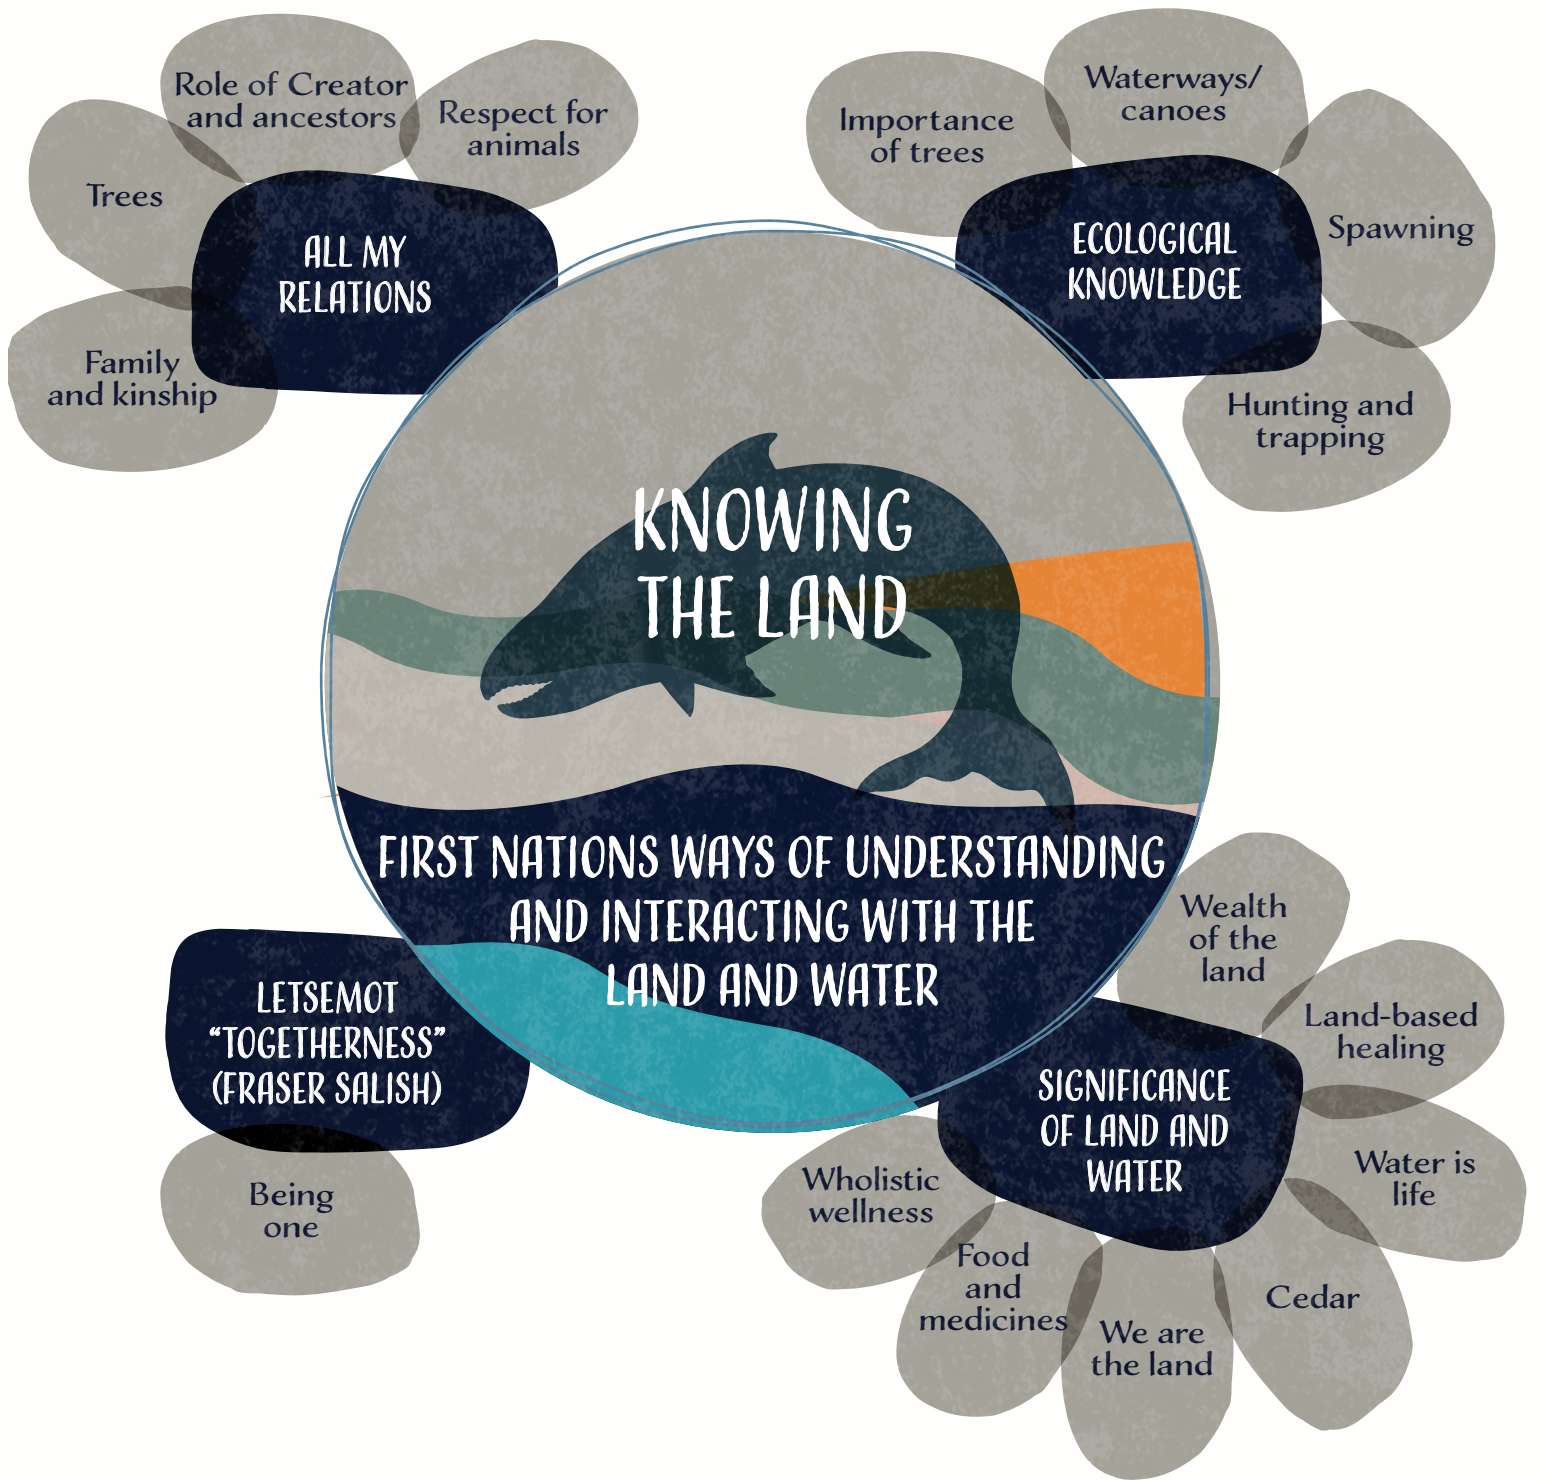 Role of Creator
and ancestors
Respect for
animals
Trees
Family
and kinship
ALL MY
RELATIONS
Importance
of trees
Waterways/
canoes
Spawning
Hunting and
trapping
ECOLOGICAL
KNOWLEDGE
KNOWING
THE LAND
FIRST NATIONS WAYS OF UNDERSTANDING
AND INTERACTING WITH THE
LAND AND WATER
LETSEMOT
“TOGETHERNESS”
(FRASER SALISH)
Being
one
SIGNIFICANCE
OF LAND AND
WATER
Wealth
of the
land
Land-based
healing
Water is
life
Cedar
We are
the land
Food
and
medicines
Wholistic
wellness